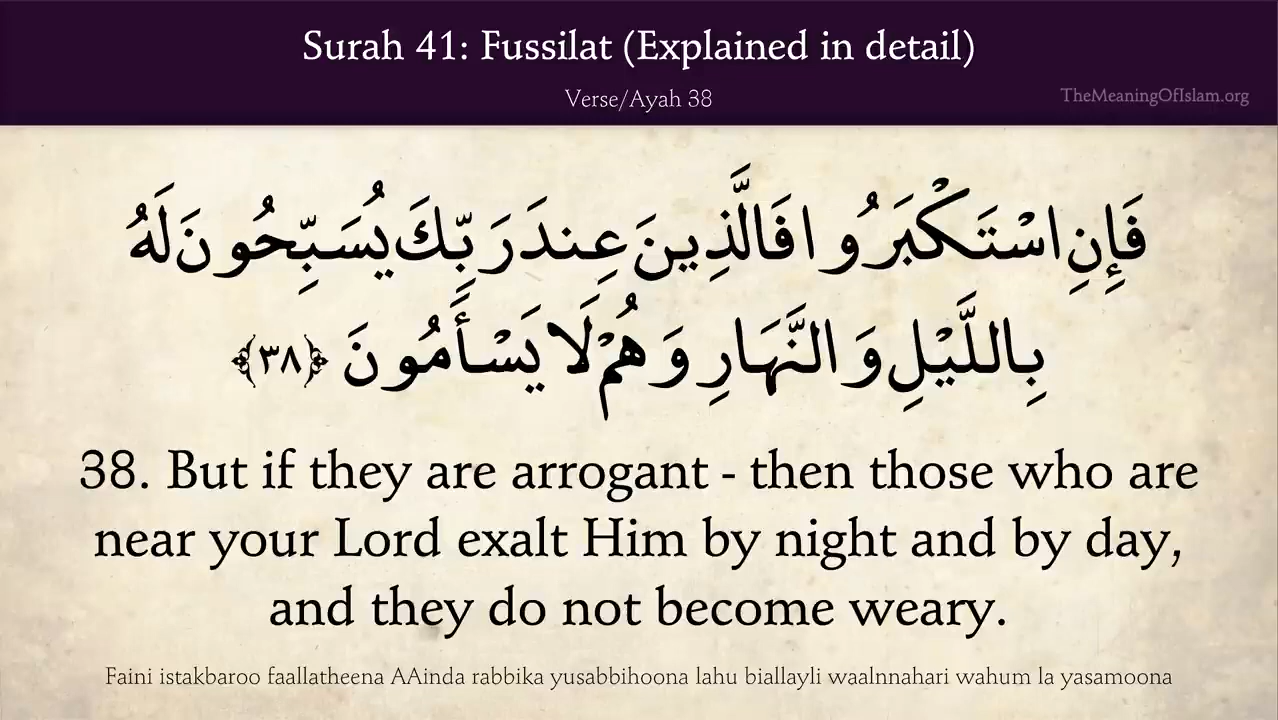 Surah 41: Fussilat (Explained in detail)
Verse/Ayah 38
TheMeaningOfIslam.org
فَإِنِ اسْتَكْبَرُوا فَالَّذِينَ عِندَ رَبِّكَ يُسَبِّحُونَ لَهُ
بِاللَّيْلِ وَالنَّهَارِ وَهُمْ لَا يَسْأَمُونَ ﴿٣٨﴾
38. But if they are arrogant - then those who are
near your Lord exalt Him by night and by day,
and they do not become weary.
Faini istakbaroo faallatheena AAinda rabbika yusabbihoona lahu biallayli waalnnahari wahum la yasamoona